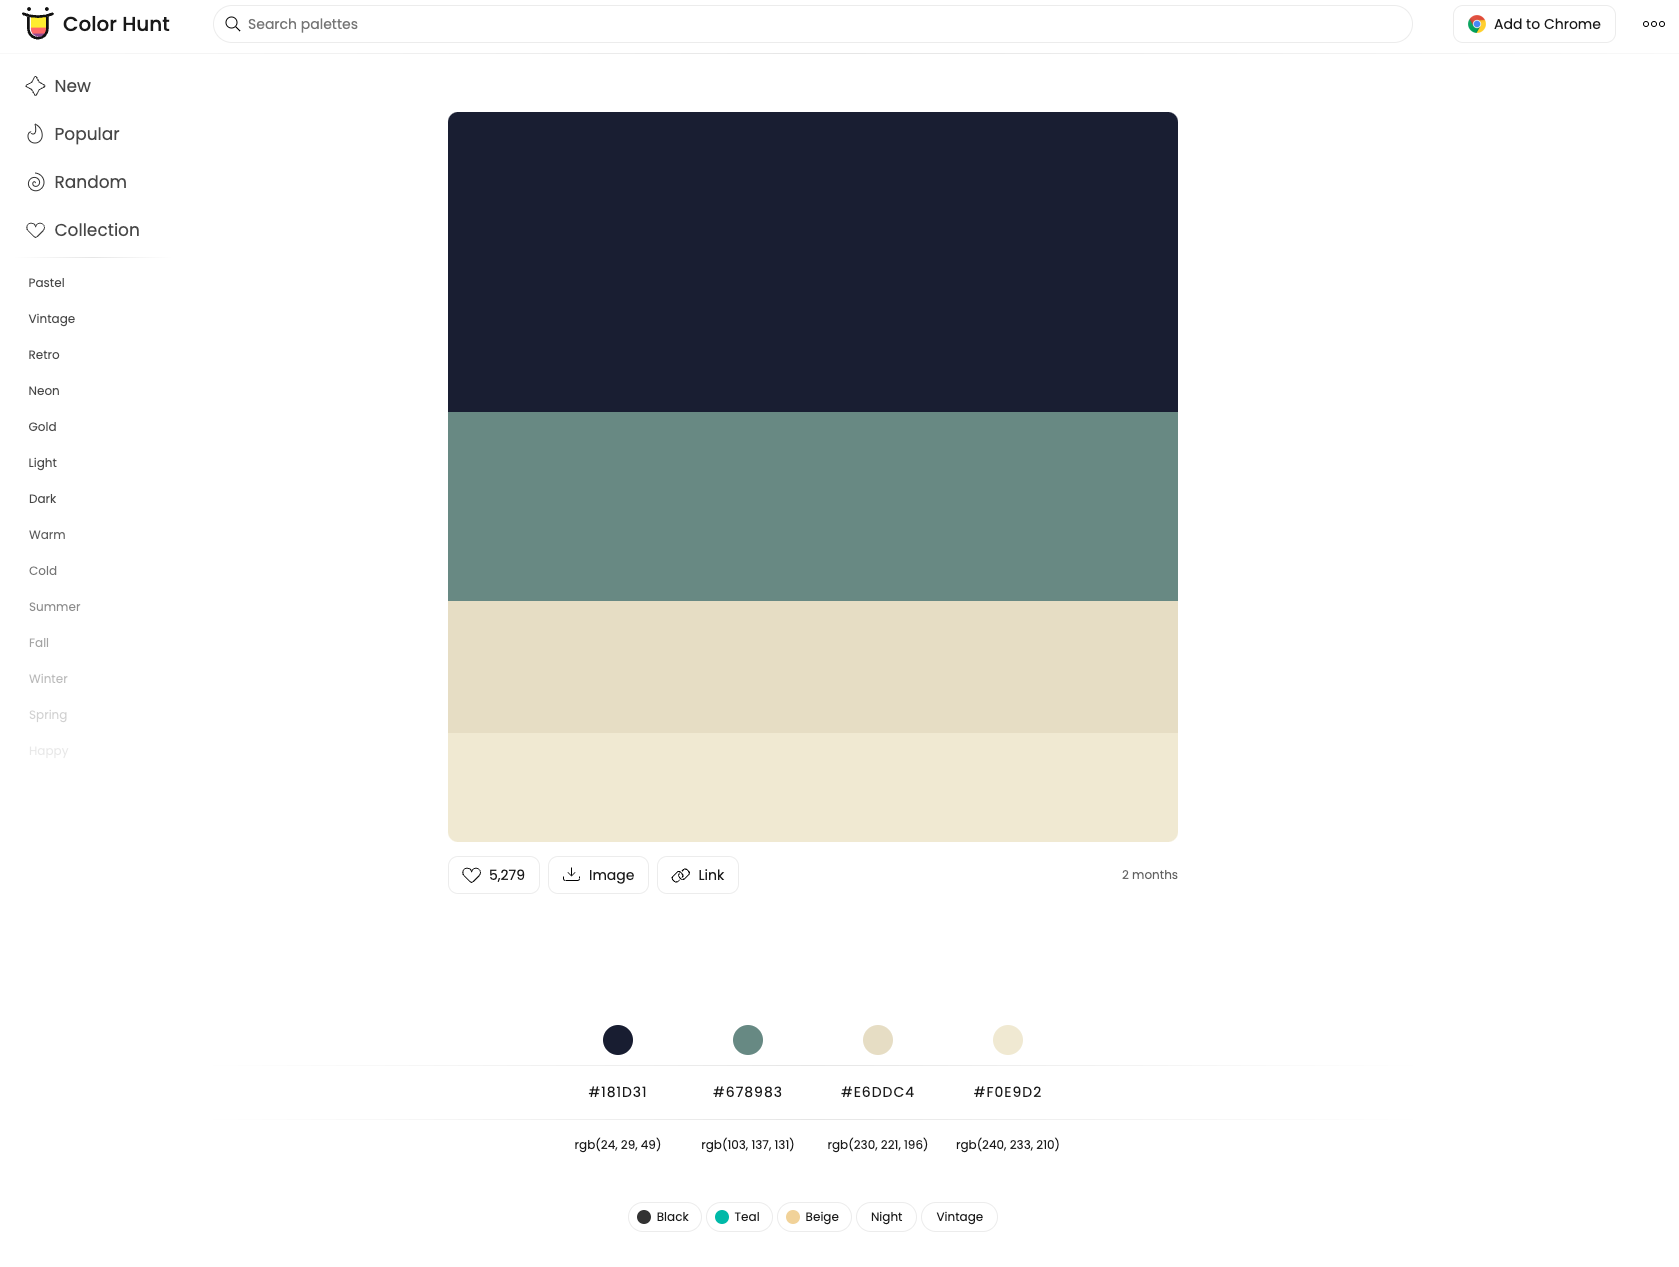 Color Hunt
Search palettes
Add to Chrome
New
Popular
Random
Collection
Pastel
Vintage
Retro
Neon
Gold
Light
Dark
Warm
Cold
Summer
Fall
Winter
Spring
Happy
5,279
Image
Link
2 months
#181D31 #678983 #E6DDC4 #F0E9D2
rgb(24, 29, 49) rgb(103, 137, 131) rgb(230, 221, 196) rgb(240, 233, 210)
Black Teal Beige Night Vintage